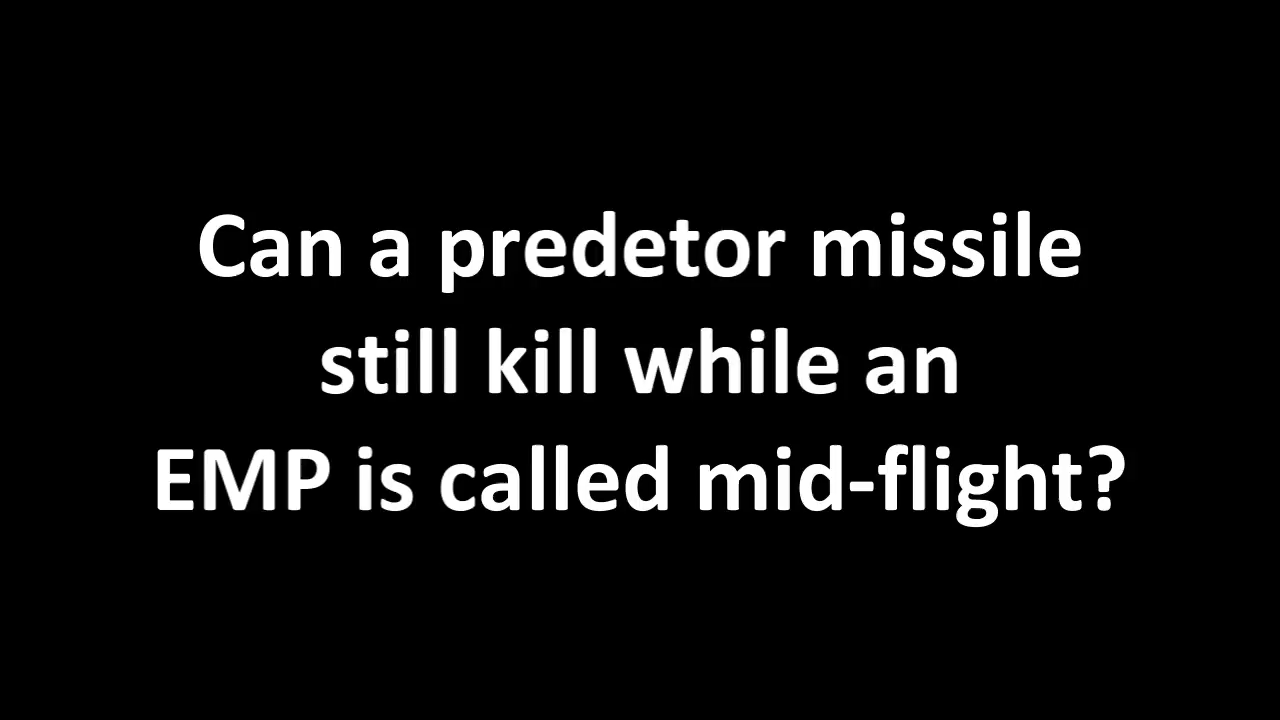 Can a predetor missile
still kill while an
EMP is called mid-flight?